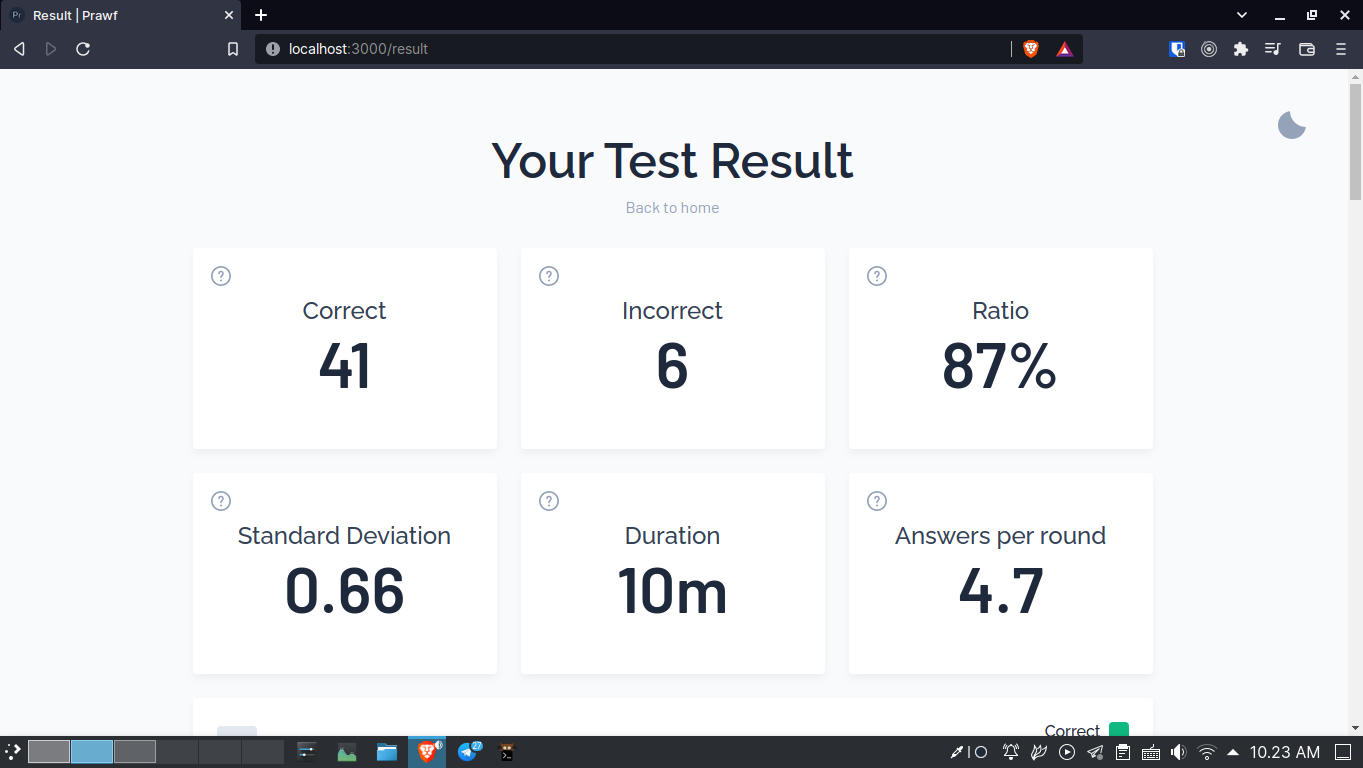 Pr Result | Prawf
localhost:3000/result
Your Test Result
Back to home
Correct
41
Incorrect
6
Ratio
87%
Standard Deviation
0.66
Duration
10m
Answers per round
4.7
Correct
27
10.23 AM